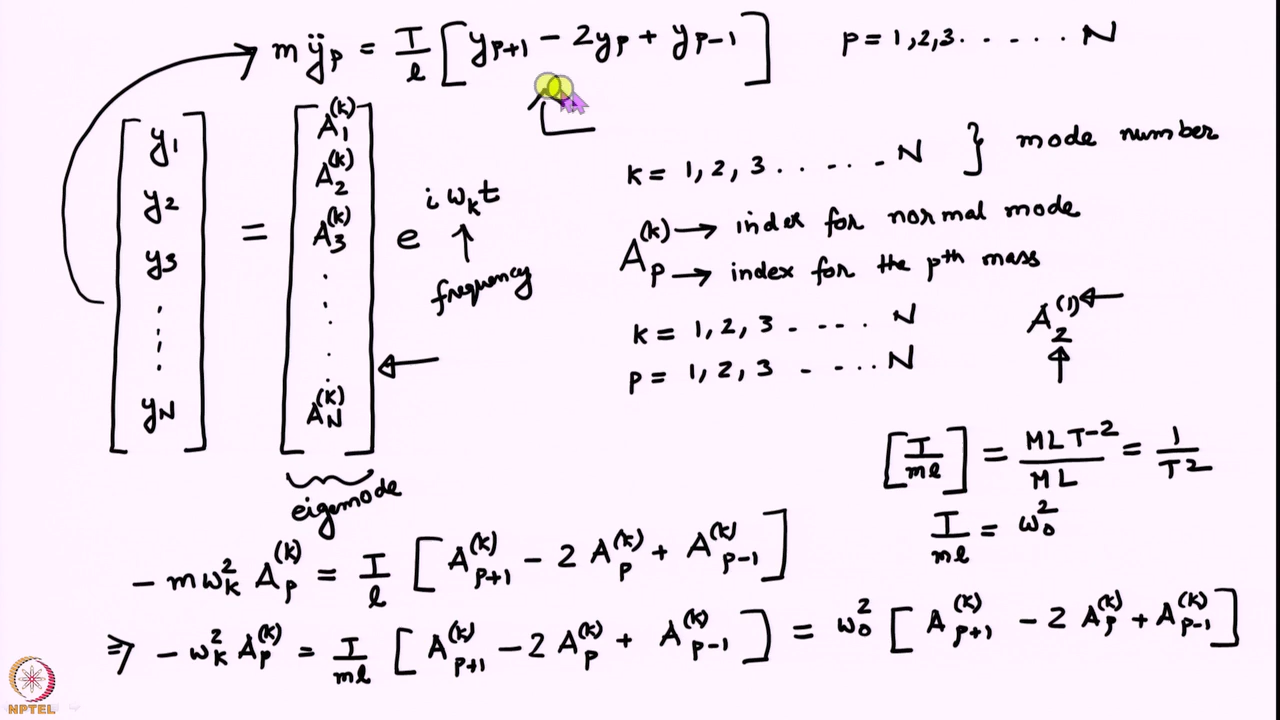 m ÿ_p = T/l [ y_{p+1} − 2y_p + y_{p−1} ]   p = 1, 2, 3 . . . . . . N
[ y_1 y_2 y_3 ⋮ y_N ] = [ A_1^{(k)} A_2^{(k)} A_3^{(k)} . . . . A_N^{(k)} ] e^{i ω_k t}
↑
frequency
eigemode
k = 1, 2, 3 . . . . . . N } mode number
A_p^{(k)} → index for normal mode
→ index for the pth mass
k = 1, 2, 3 . . . . . N
p = 1, 2, 3 . . . . . N
A_2^{(1)} ←
↑
[ T/ml ] = MLT^{−2}/ML = 1/T^2
T/ml = ω_0^2
− m ω_k^2 A_p^{(k)} = T/l [ A_{p+1}^{(k)} − 2 A_p^{(k)} + A_{p−1}^{(k)} ]
⇒ − ω_k^2 A_p^{(k)} = T/ml [ A_{p+1}^{(k)} − 2 A_p^{(k)} + A_{p−1}^{(k)} ] = ω_0^2 [ A_{p+1}^{(k)} − 2 A_p^{(k)} + A_{p−1}^{(k)} ]
NPTEL